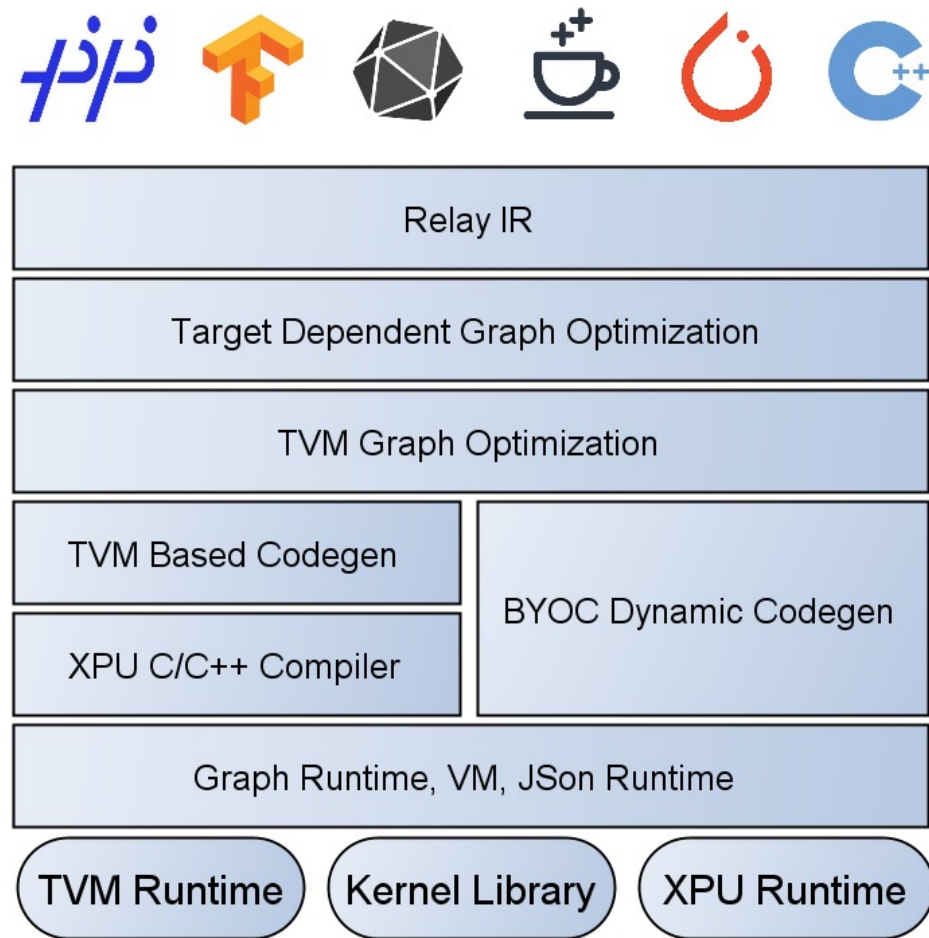 ++
Relay IR
Target Dependent Graph Optimization
TVM Graph Optimization
TVM Based Codegen
BYOC Dynamic Codegen
XPU C/C++ Compiler
Graph Runtime, VM, JSon Runtime
TVM Runtime
Kernel Library
XPU Runtime